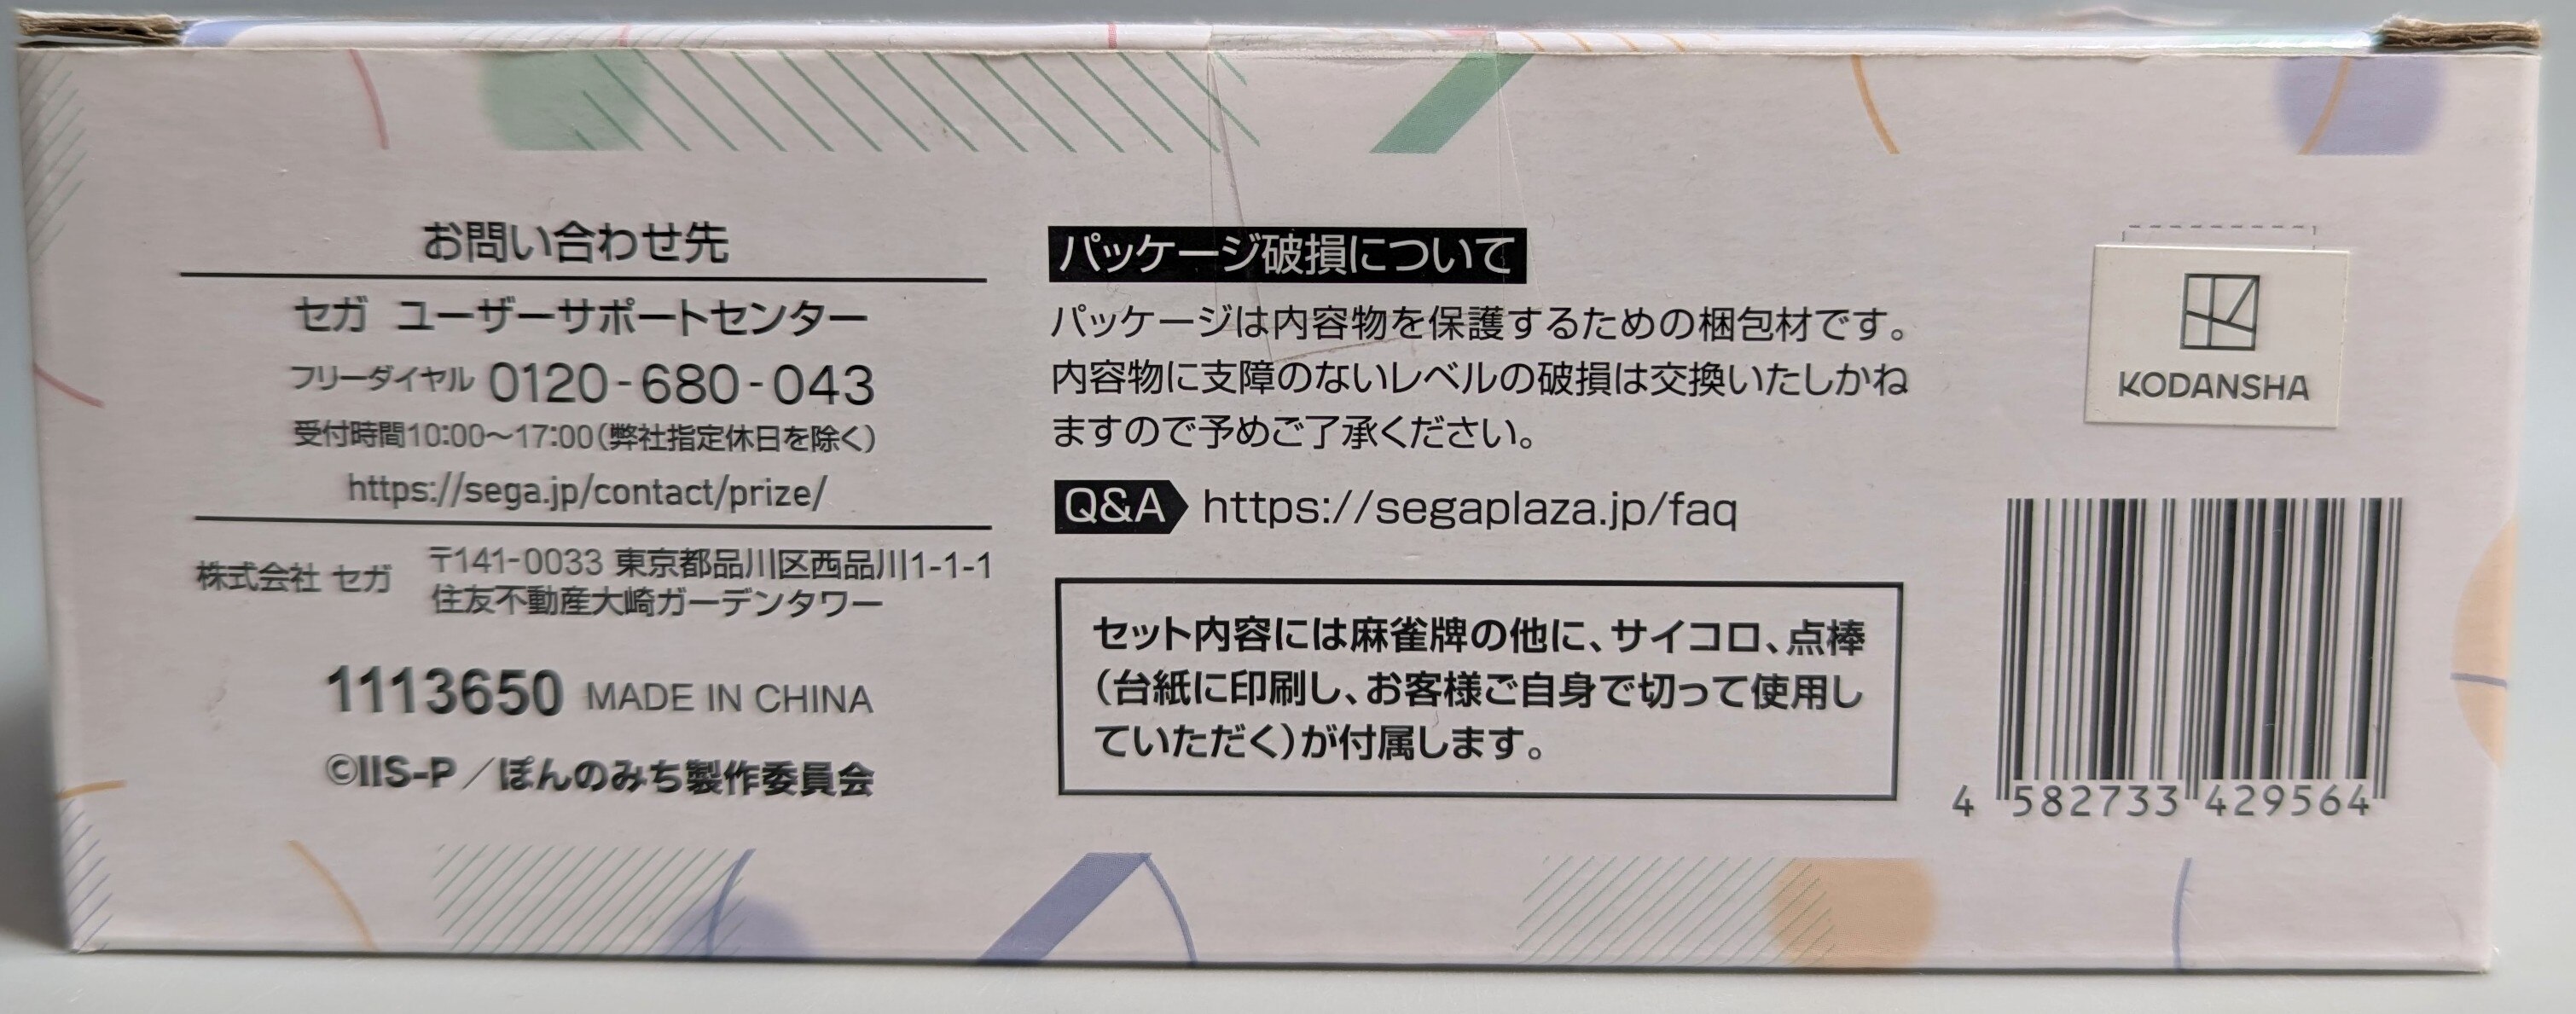 お問い合わせ先
セガ ユーザーサポートセンター
フリーダイヤル 0120-680-043
受付時間10:00～17:00(弊社指定休日を除く)
https://sega.jp/contact/prize/
株式会社 セガ 〒141-0033 東京都品川区西品川1-1-1
住友不動産大崎ガーデンタワー
1113650 MADE IN CHINA
©IIS-P／ぽんのみち製作委員会
パッケージ破損について
パッケージは内容物を保護するための梱包材です。
内容物に支障のないレベルの破損は交換いたしかね
ますので予めご了承ください。
Q&A https://segaplaza.jp/faq
セット内容には麻雀牌の他に、サイコロ、点棒
(台紙に印刷し、お客様ご自身で切って使用し
ていただく)が付属します。
KODANSHA
4 582733 429564